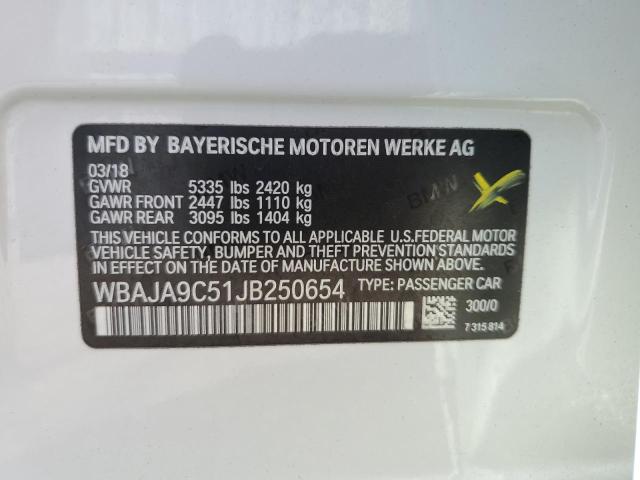 MFD BY BAYERISCHE MOTOREN WERKE AG
03/18
GVWR 5335 lbs 2420 kg
GAWR FRONT 2447 lbs 1110 kg
GAWR REAR 3095 lbs 1404 kg
THIS VEHICLE CONFORMS TO ALL APPLICABLE U.S.FEDERAL MOTOR
VEHICLE SAFETY, BUMPER, AND THEFT PREVENTION STANDARDS
IN EFFECT ON THE DATE OF MANUFACTURE SHOWN ABOVE.
WBAJA9C51JB250654 TYPE: PASSENGER CAR
300/0
7 315 814
BMW